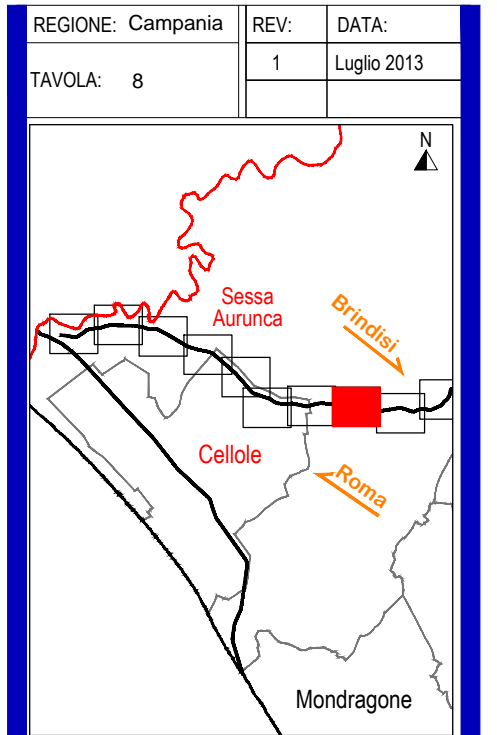 REGIONE: Campania
REV:
DATA:
1
Luglio 2013
TAVOLA: 8
N
Sessa
Aurunca
Brindisi
Cellole
Roma
Mondragone